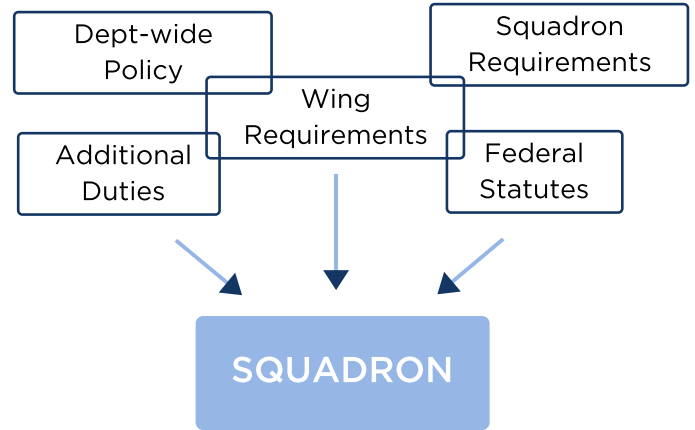 Dept-wide
Policy
Squadron
Requirements
Wing
Requirements
Additional
Duties
Federal
Statutes
SQUADRON